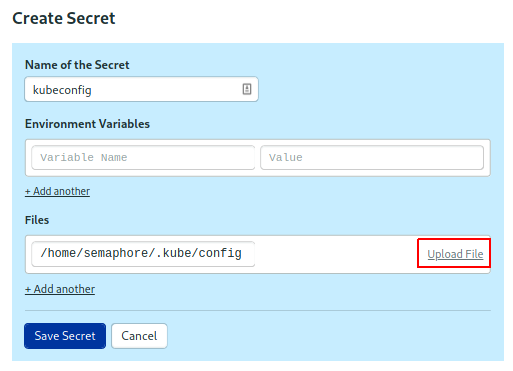 Create Secret
Name of the Secret
kubeconfig
Environment Variables
Variable Name Value
+ Add another
Files
/home/semaphore/.kube/config Upload File
+ Add another
Save Secret Cancel